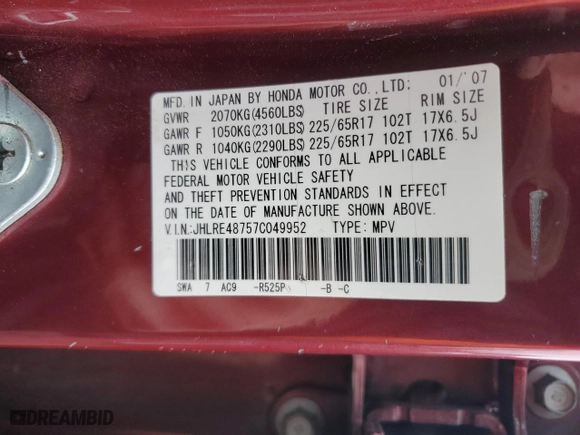 MFD. IN JAPAN BY HONDA MOTOR CO., LTD: 01/'07
GVWR 2070KG(4560LBS) TIRE SIZE RIM SIZE
GAWR F 1050KG(2310LBS) 225/65R17 102T 17X6.5J
GAWR R 1040KG(2290LBS) 225/65R17 102T 17X6.5J
THIS VEHICLE CONFORMS TO ALL APPLICABLE
FEDERAL MOTOR VEHICLE SAFETY
AND THEFT PREVENTION STANDARDS IN EFFECT
ON THE DATE OF MANUFACTURE SHOWN ABOVE.
V.I.N.:JHLRE48757C049952 TYPE: MPV
SWA 7 AC9 -R525P -B -C
DREAMBID